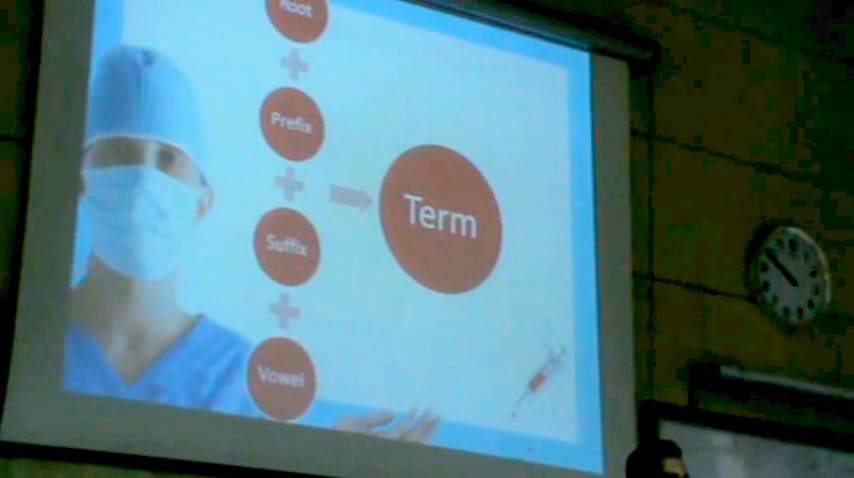 Root
+
Prefix
+
Suffix
+
Vowel
Term